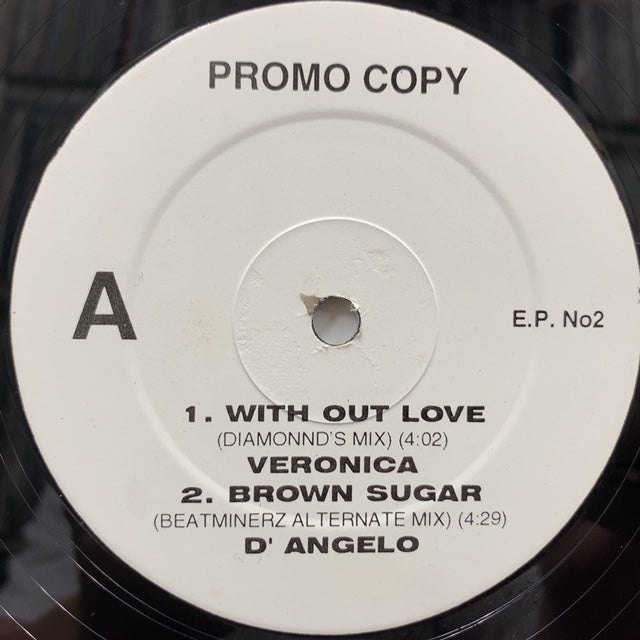 PROMO COPY
A
E.P. No2
1. WITH OUT LOVE
(DIAMONND'S MIX) (4:02)
VERONICA
2. BROWN SUGAR
(BEATMINERZ ALTERNATE MIX) (4:29)
D' ANGELO